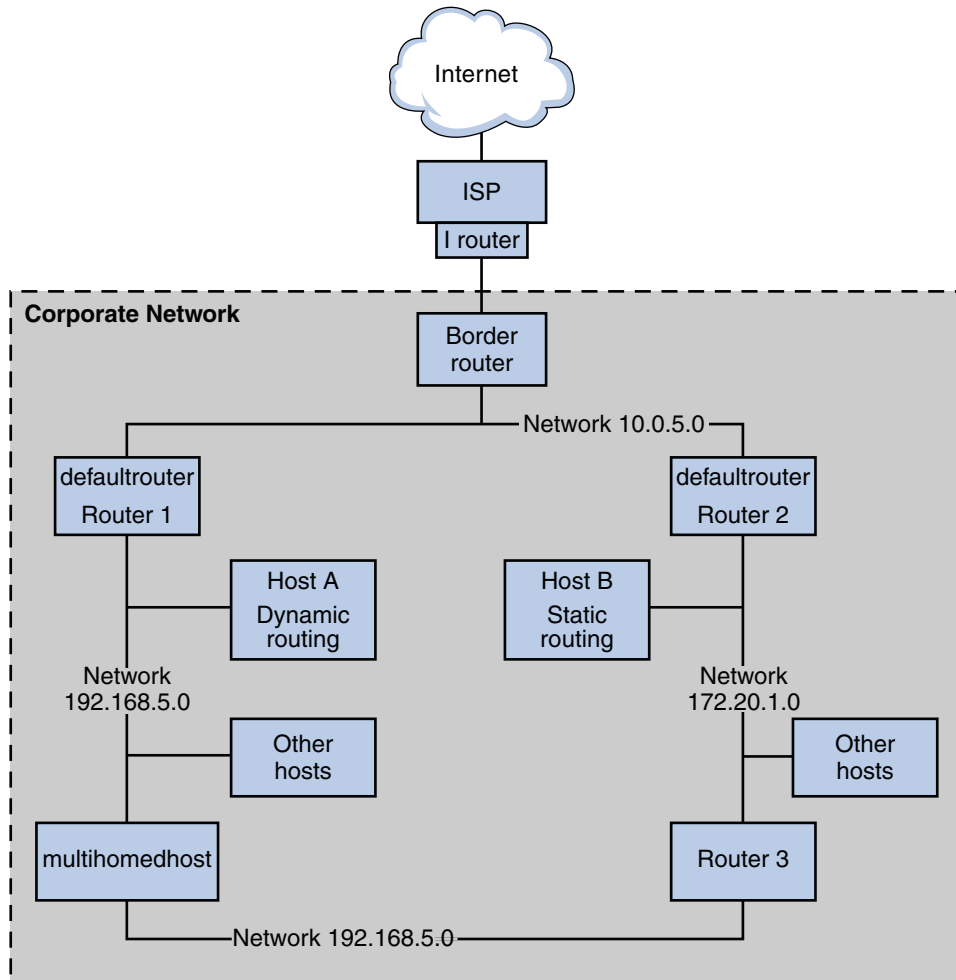 Internet
ISP
I router
Corporate Network
Border
router
Network 10.0.5.0
defaultrouter
Router 1
defaultrouter
Router 2
Host A
Dynamic
routing
Host B
Static
routing
Network
192.168.5.0
Network
172.20.1.0
Other
hosts
Other
hosts
multihomedhost
Router 3
Network 192.168.5.0